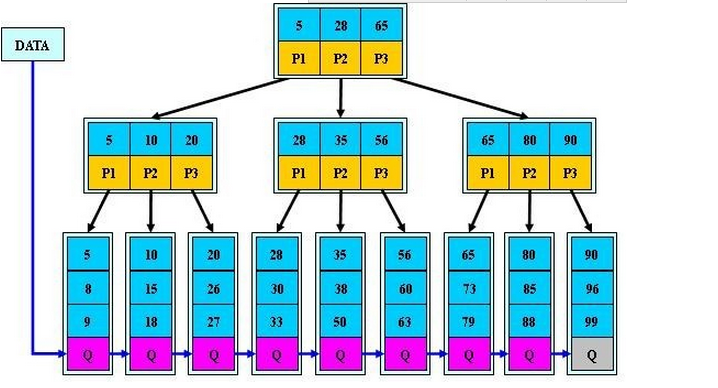 5 28 65
DATA
P1 P2 P3
5 10 20
28 35 56
65 80 90
P1 P2 P3
P1 P2 P3
P1 P2 P3
5 10 20 28 35 56 65 80 90
8 15 26 30 38 60 73 85 96
9 18 27 33 50 63 79 88 99
Q Q Q Q Q Q Q Q Q